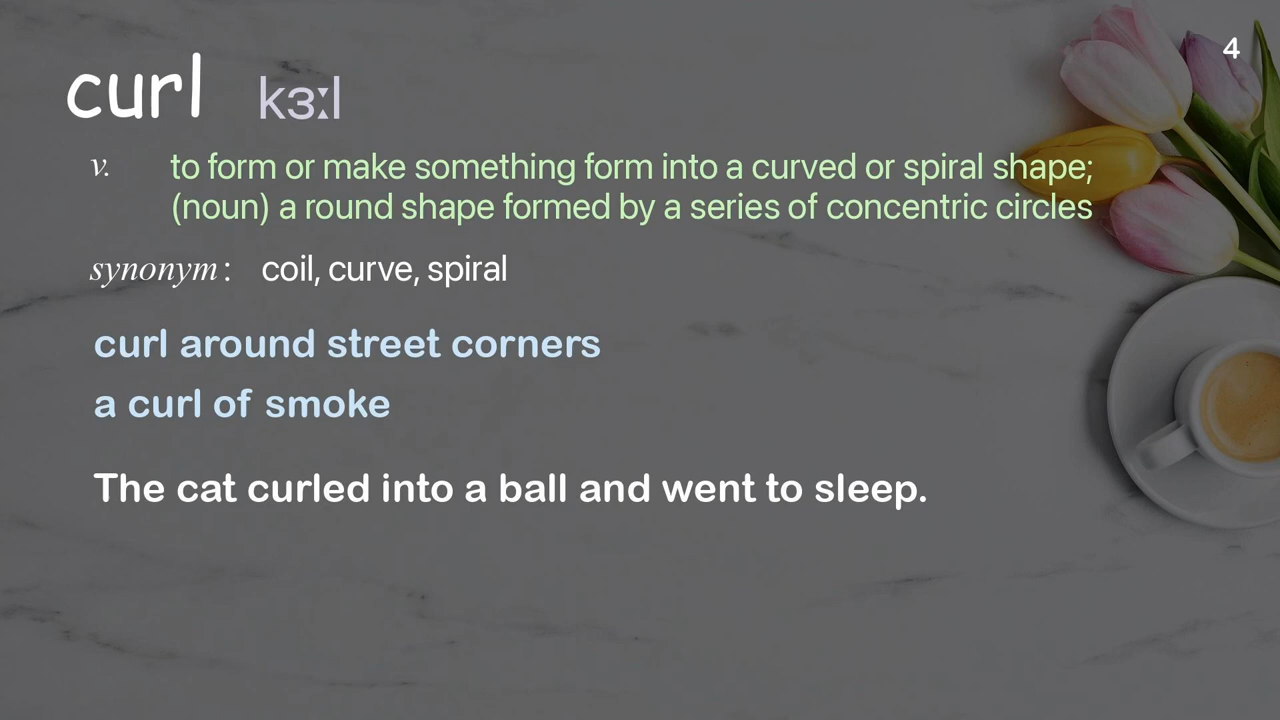 4
curl kɜːl
v. to form or make something form into a curved or spiral shape;
(noun) a round shape formed by a series of concentric circles
synonym: coil, curve, spiral
curl around street corners
a curl of smoke
The cat curled into a ball and went to sleep.